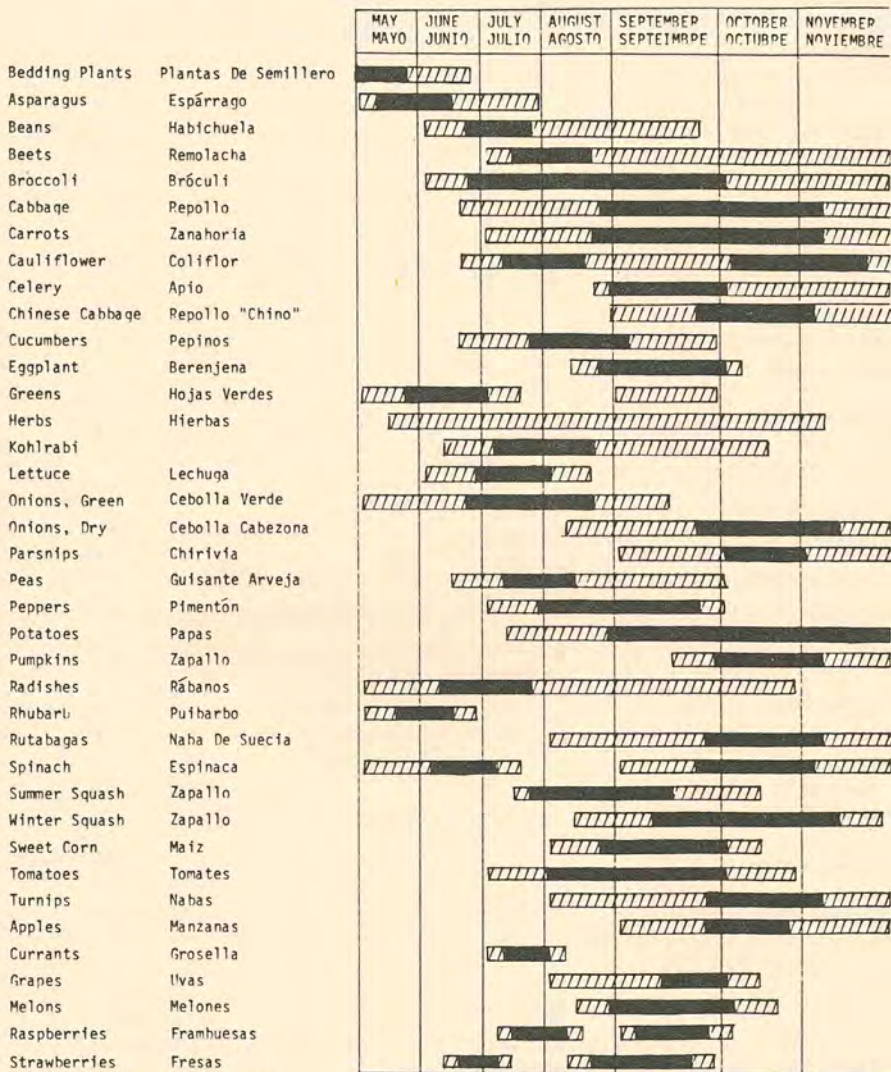 MAY JUNE JULY AUGUST SEPTEMBER OCTOBER NOVEMBER
MAYO JUNIO JULIO AGOSTO SEPTEIMBPE OCTUBPE NOVIEMBRE
Bedding Plants Plantas De Semillero
Asparagus Espárrago
Beans Habichuela
Beets Remolacha
Broccoli Bróculi
Cabbage Repollo
Carrots Zanahoria
Cauliflower Coliflor
Celery Apio
Chinese Cabbage Repollo "Chino"
Cucumbers Pepinos
Eggplant Berenjena
Greens Hojas Verdes
Herbs Hierbas
Kohlrabi
Lettuce Lechuga
Onions, Green Cebolla Verde
Onions, Dry Cebolla Cabezona
Parsnips Chirivia
Peas Guisante Arveja
Peppers Pimentón
Potatoes Papas
Pumpkins Zapallo
Radishes Rábanos
Rhubarb Puibarbo
Rutabagas Naba De Suecia
Spinach Espinaca
Summer Squash Zapallo
Winter Squash Zapallo
Sweet Corn Maiz
Tomatoes Tomates
Turnips Nabas
Apples Manzanas
Currants Grosella
Grapes Uvas
Melons Melones
Raspberries Frambuesas
Strawberries Fresas